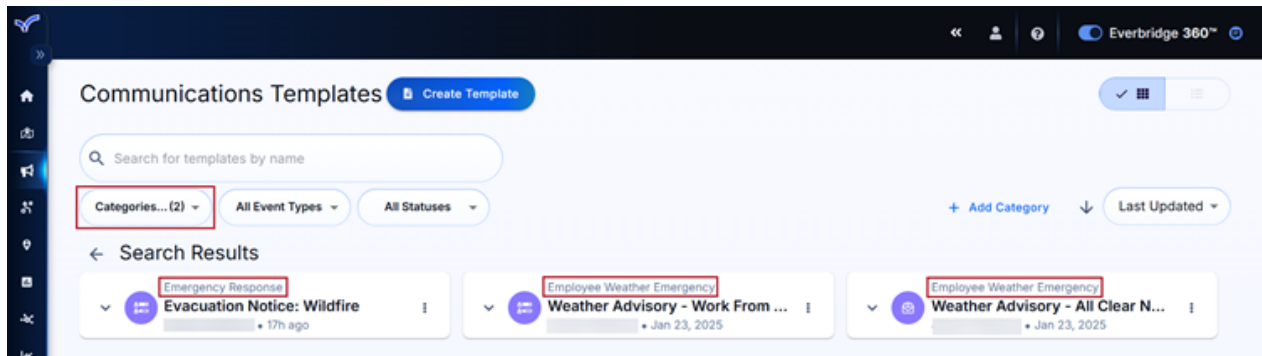 Everbridge 360™
Communications Templates
Create Template
Search for templates by name
Categories... (2)
All Event Types
All Statuses
+ Add Category
Last Updated
Search Results
Emergency Response
Evacuation Notice: Wildfire
• 17h ago
Employee Weather Emergency
Weather Advisory - Work From ...
• Jan 23, 2025
Employee Weather Emergency
Weather Advisory - All Clear N...
• Jan 23, 2025